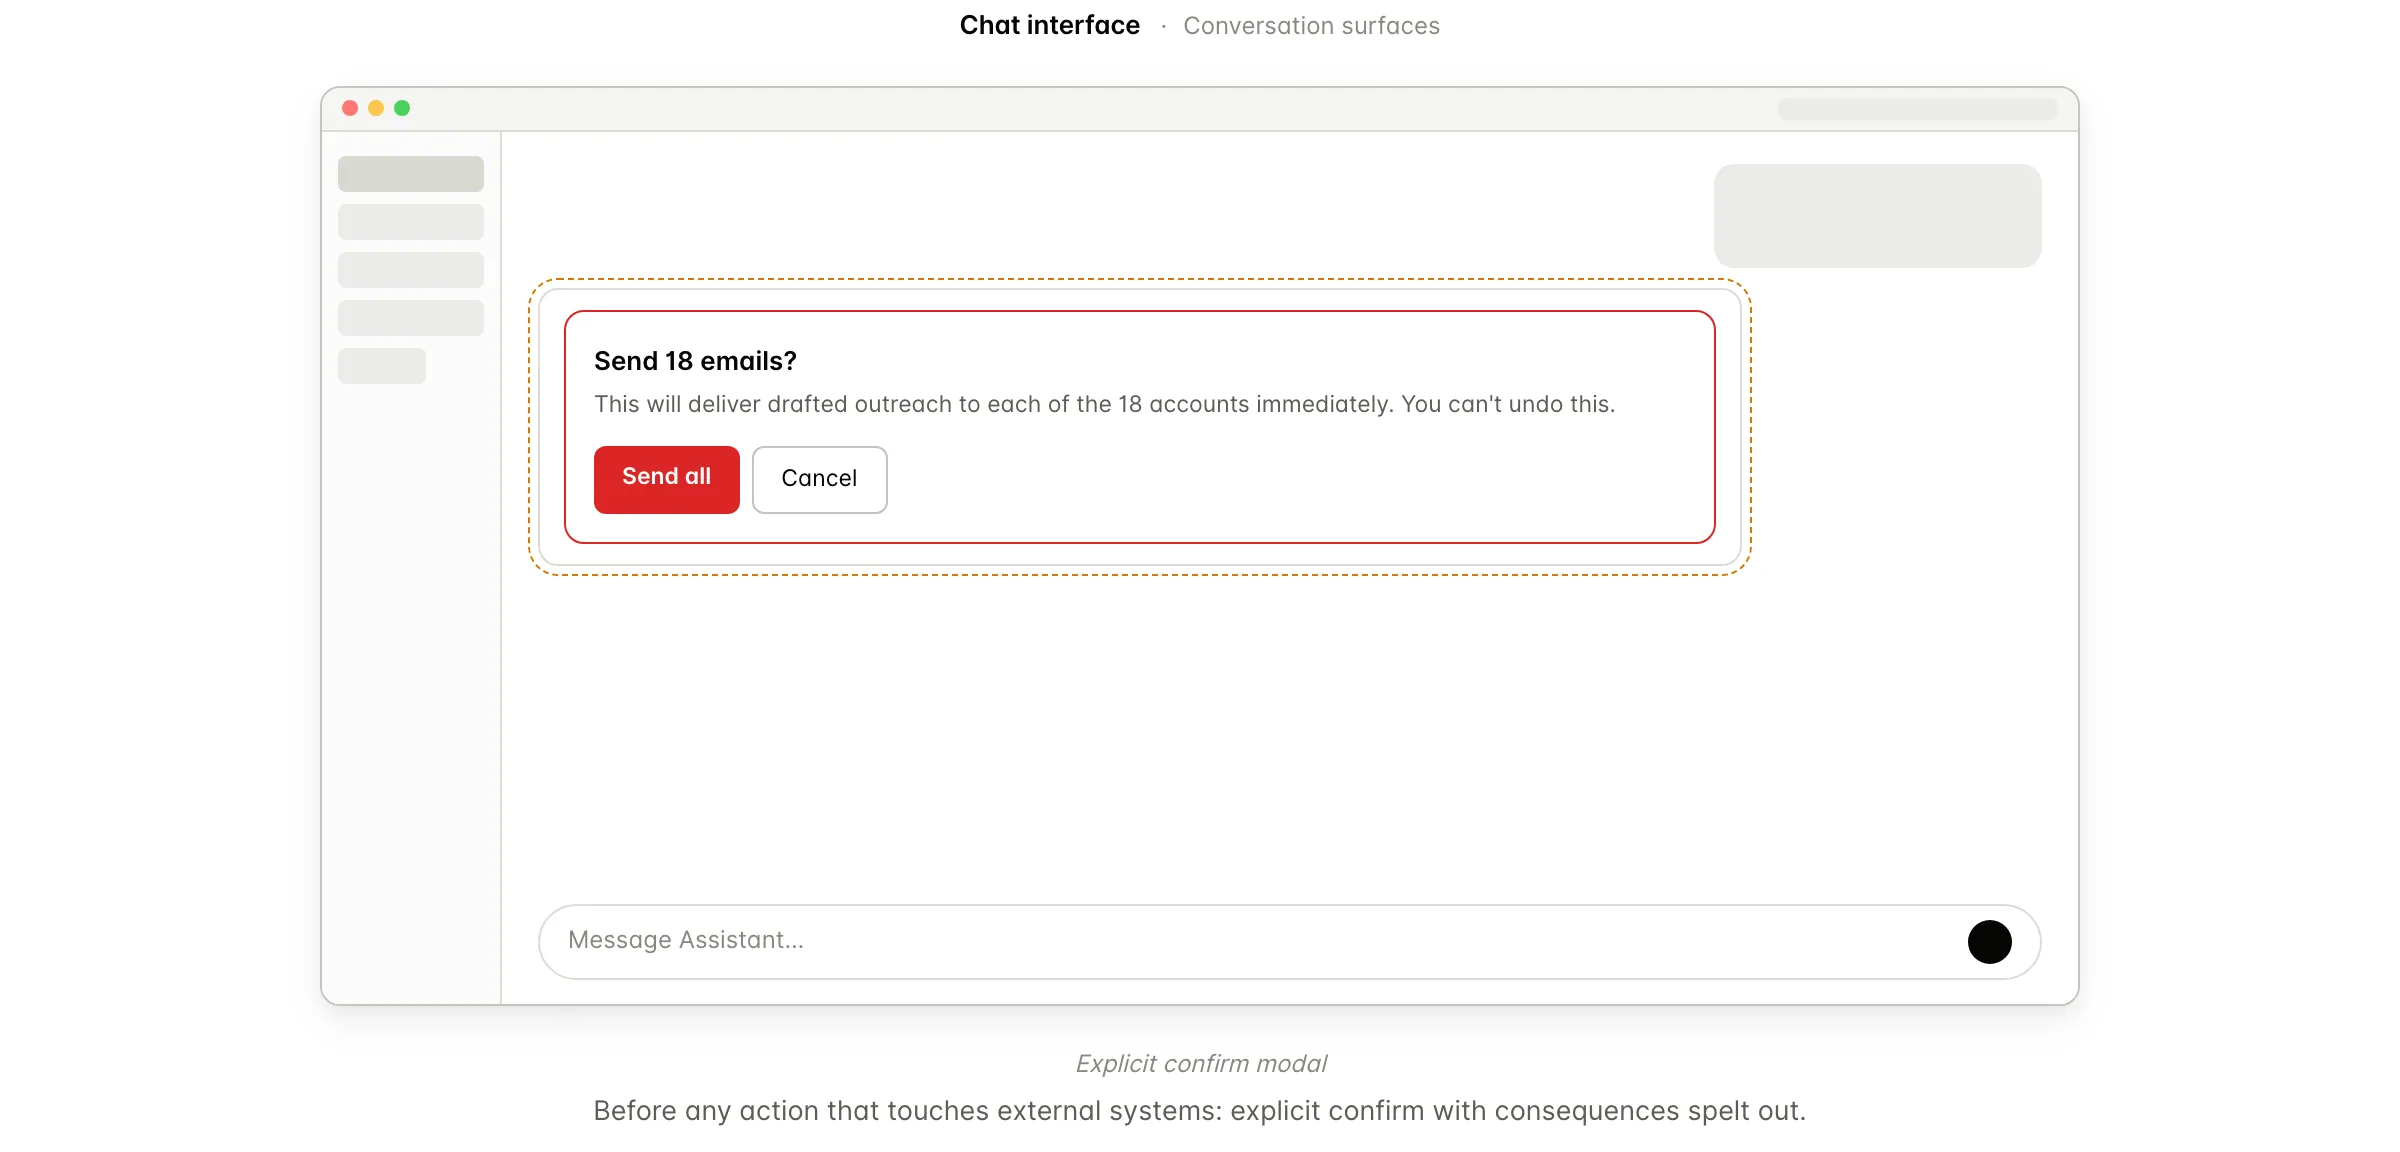 Chat interface · Conversation surfaces
Send 18 emails?
This will deliver drafted outreach to each of the 18 accounts immediately. You can't undo this.
Send all
Cancel
Message Assistant...
Explicit confirm modal
Before any action that touches external systems: explicit confirm with consequences spelt out.